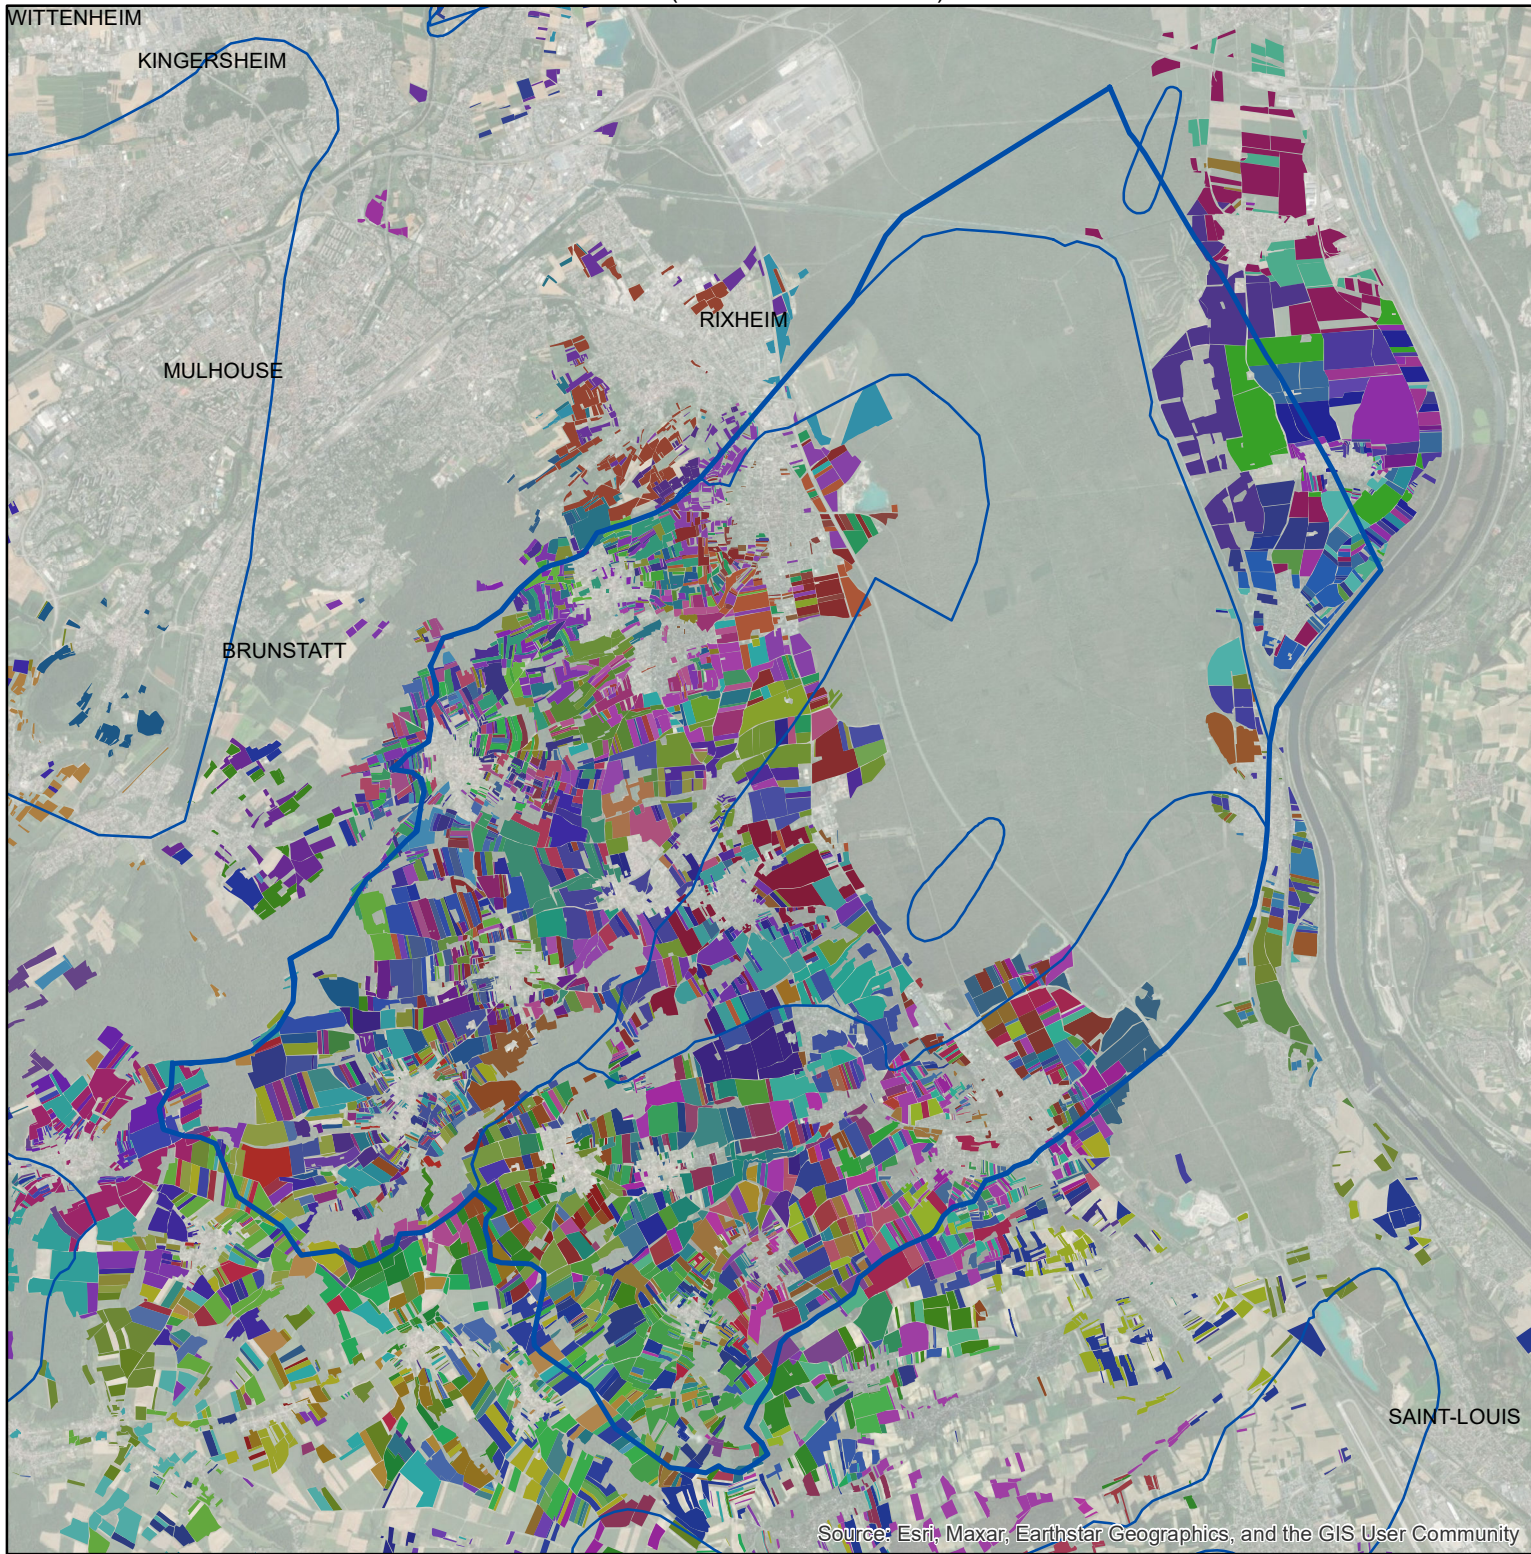 WITTENHEIM
KINGERSHEIM
RIXHEIM
MULHOUSE
BRUNSTATT
SAINT-LOUIS
Source: Esri, Maxar, Earthstar Geographics, and the GIS User Community